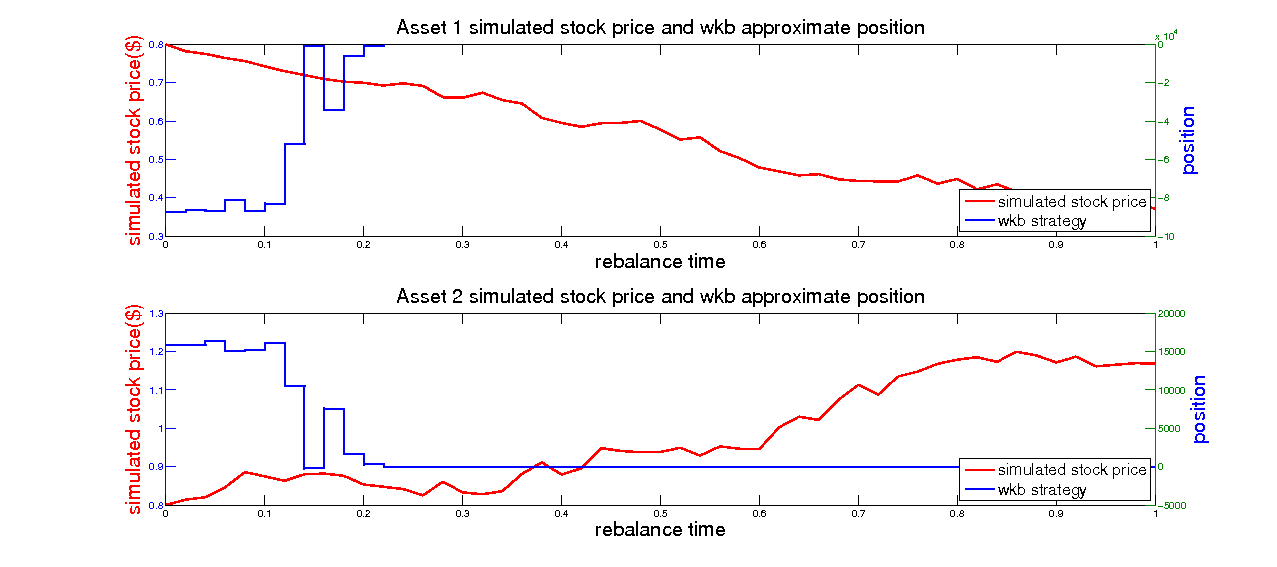 Asset 1 simulated stock price and wkb approximate position
x 10^4
0.8
0.7
0.6
0.5
0.4
0.3
simulated stock price($)
0
-2
-4
-6
-8
-10
position
simulated stock price
wkb strategy
0 0.1 0.2 0.3 0.4 0.5 0.6 0.7 0.8 0.9 1
rebalance time
Asset 2 simulated stock price and wkb approximate position
1.3
1.2
1.1
1
0.9
0.8
simulated stock price($)
20000
15000
10000
5000
0
-5000
position
simulated stock price
wkb strategy
0 0.1 0.2 0.3 0.4 0.5 0.6 0.7 0.8 0.9 1
rebalance time